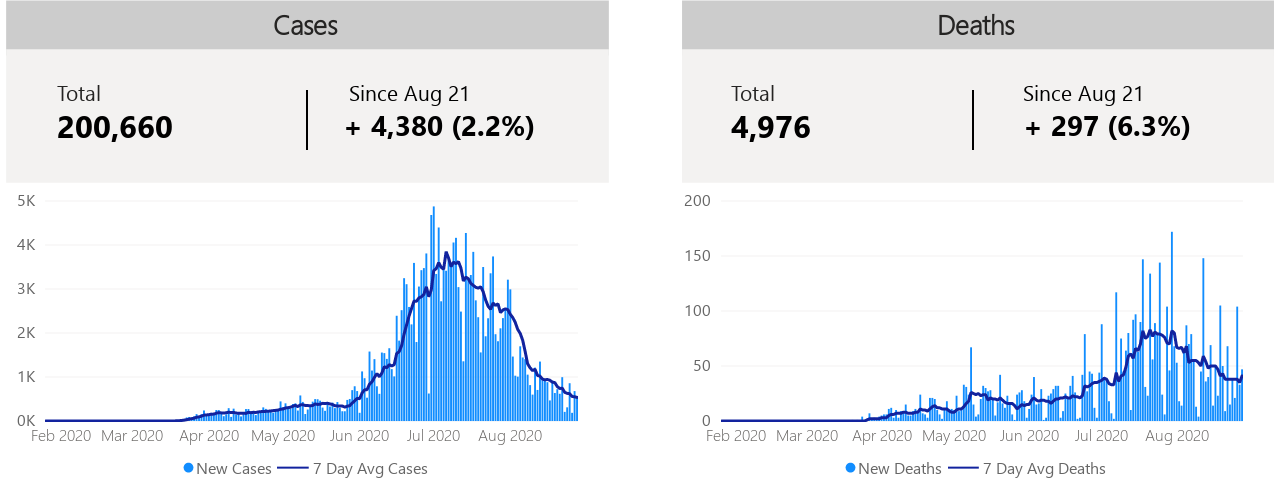 Cases
Total
200,660
Since Aug 21
+ 4,380 (2.2%)
5K
4K
3K
2K
1K
0K
Feb 2020 Mar 2020 Apr 2020 May 2020 Jun 2020 Jul 2020 Aug 2020
New Cases 7 Day Avg Cases
Deaths
Total
4,976
Since Aug 21
+ 297 (6.3%)
200
150
100
50
0
Feb 2020 Mar 2020 Apr 2020 May 2020 Jun 2020 Jul 2020 Aug 2020
New Deaths 7 Day Avg Deaths